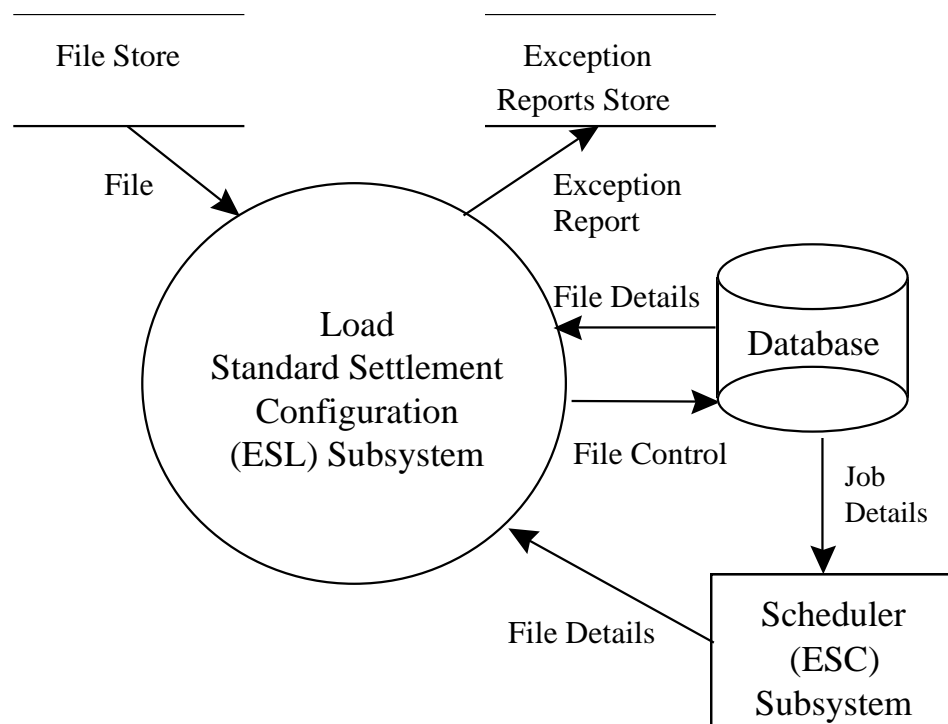 File Store
Exception
Reports Store
File
Exception
Report
File Details
Load
Standard Settlement
Configuration
(ESL) Subsystem
Database
File Control
Job
Details
File Details
Scheduler
(ESC)
Subsystem